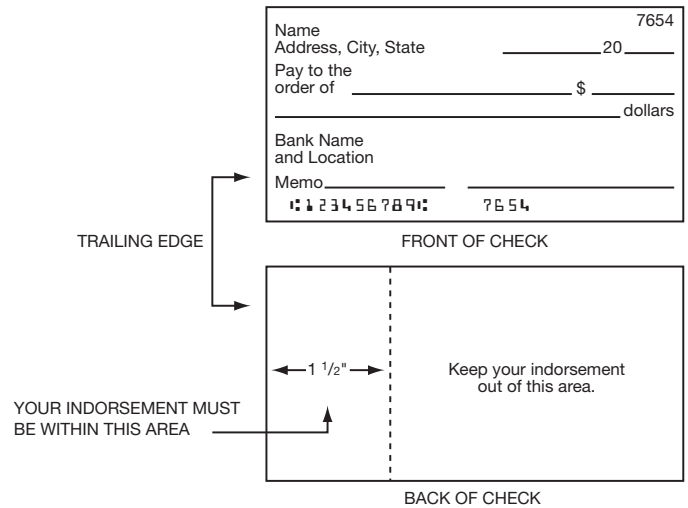 7654
Name
Address, City, State 20
Pay to the
order of $
dollars
Bank Name
and Location
Memo
⑆123456789⑆ 7654
TRAILING EDGE
FRONT OF CHECK
1 1/2"
Keep your indorsement
out of this area.
YOUR INDORSEMENT MUST
BE WITHIN THIS AREA
BACK OF CHECK